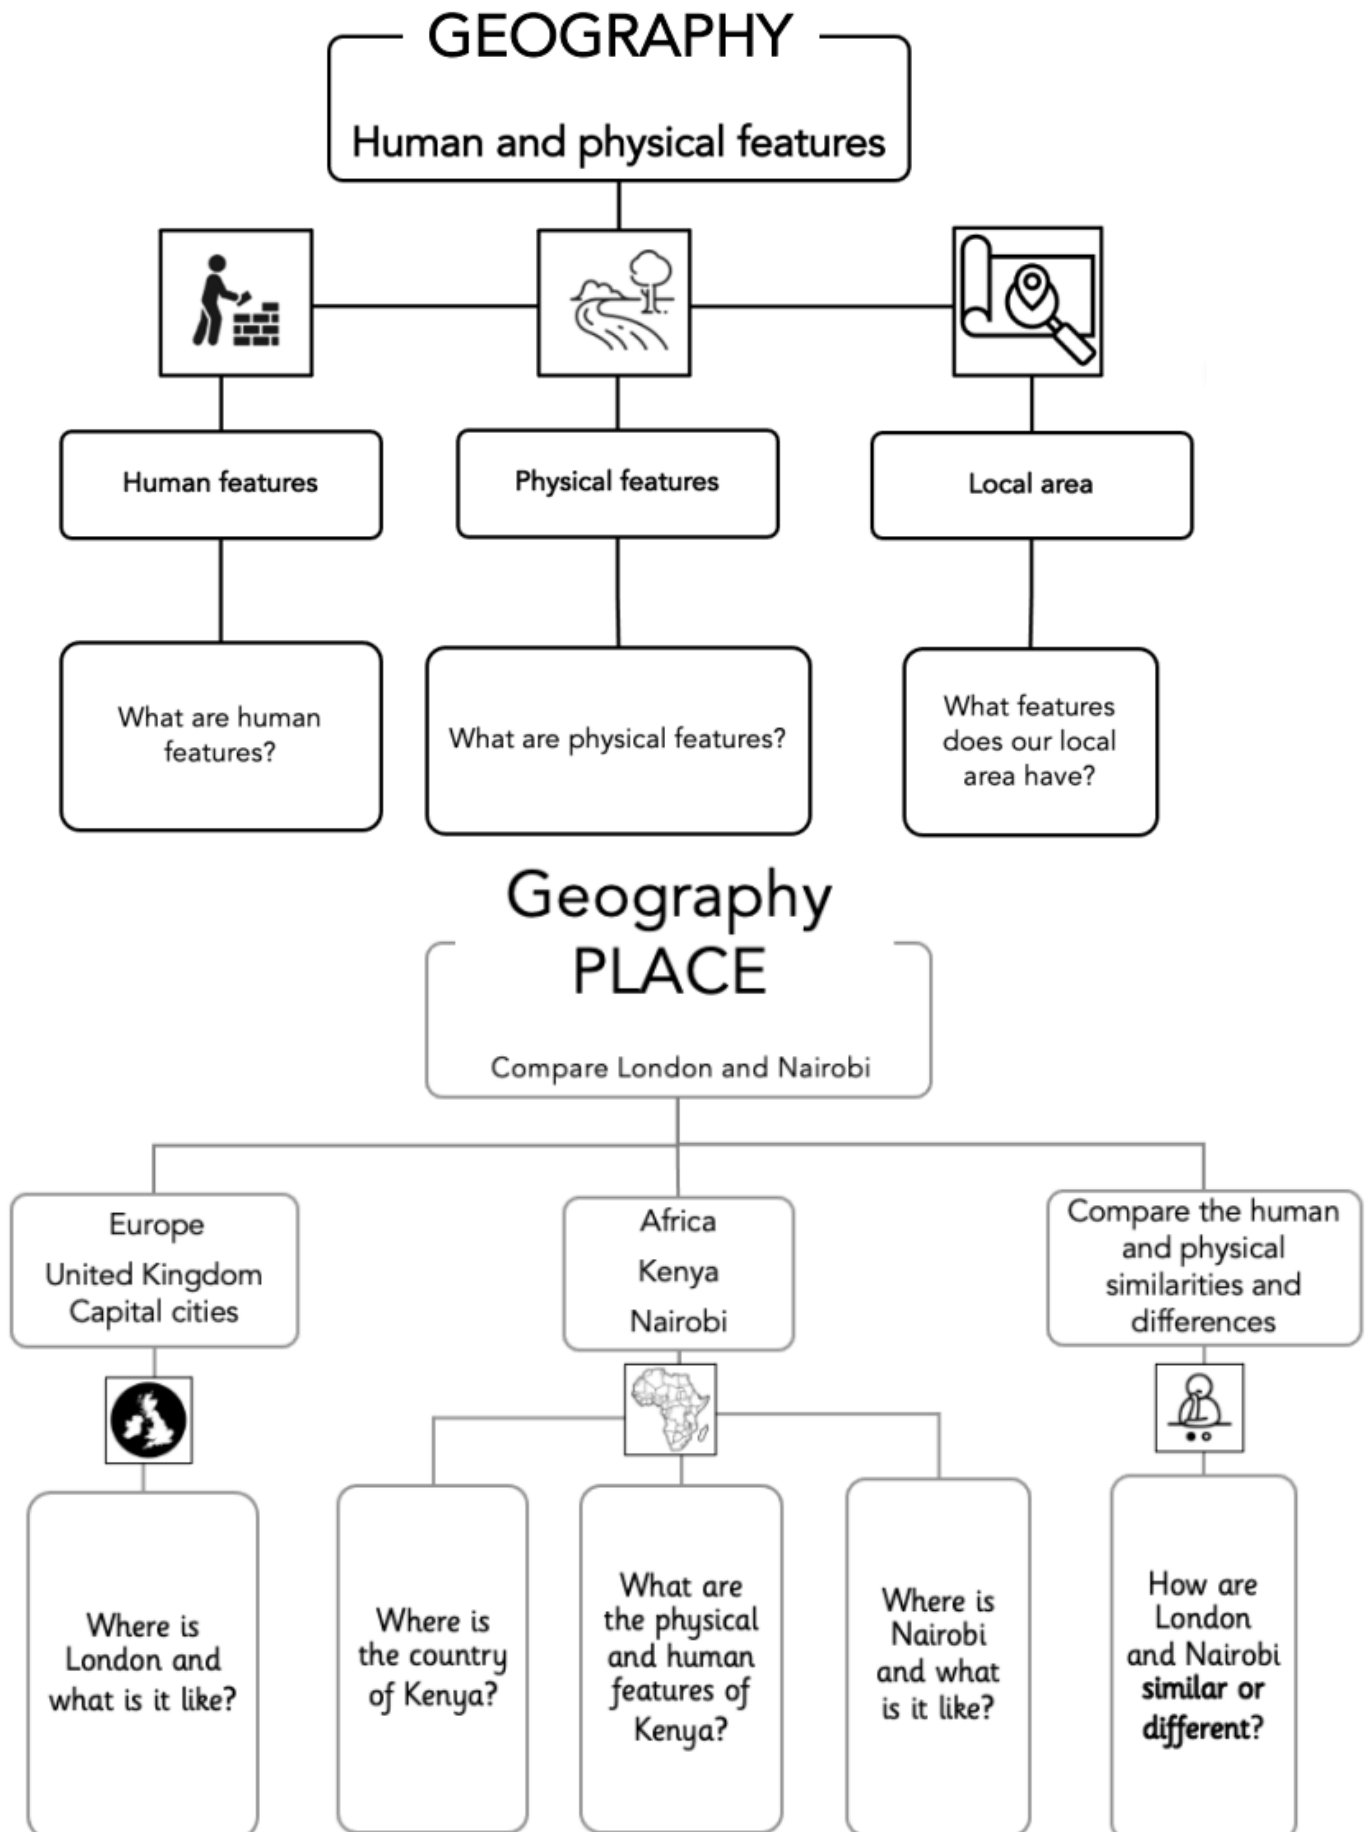 GEOGRAPHY
Human and physical features
Human features
Physical features
Local area
What are human
features?
What are physical features?
What features
does our local
area have?
Geography
PLACE
Compare London and Nairobi
Europe
United Kingdom
Capital cities
Africa
Kenya
Nairobi
Compare the human
and physical
similarities and
differences
Where is
London and
what is it like?
Where is
the country
of Kenya?
What are
the physical
and human
features of
Kenya?
Where is
Nairobi
and what
is it like?
How are
London
and Nairobi
similar or
different?